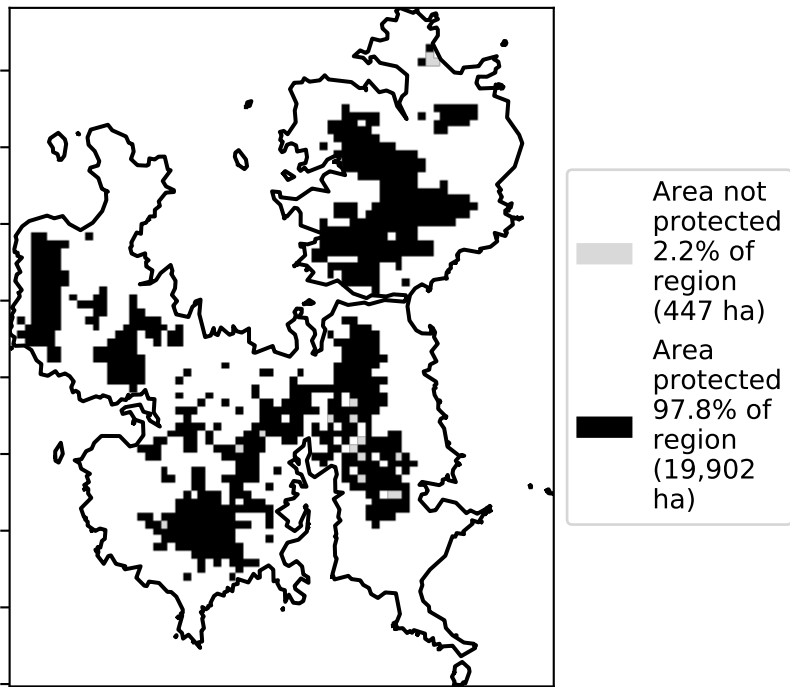 Area not
protected
2.2% of
region
(447 ha)
Area
protected
97.8% of
region
(19,902
ha)